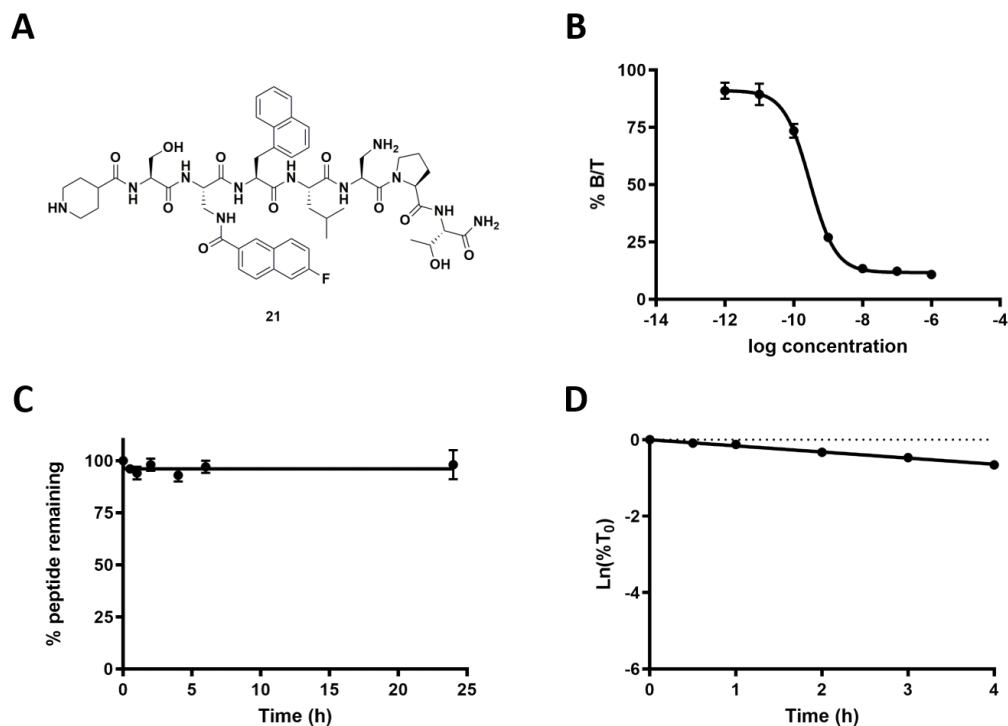 A
OH
O
N
H
O
H
N
O
N
H
O
H
N
O
N
H
NH2
O
N
O
H
N
NH2
O
OH
HN
NH
O
F
21
B
% B/T
100
75
50
25
0
-14
-12
-10
-8
-6
-4
log concentration
C
% peptide remaining
100
75
50
25
0
0
5
10
15
20
25
Time (h)
D
Ln(%T0)
0
-2
-4
-6
0
1
2
3
4
Time (h)